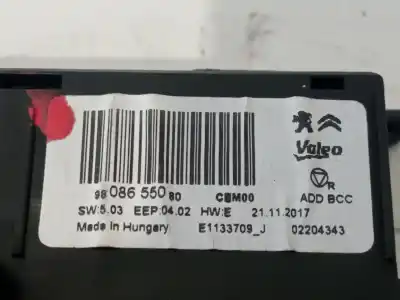 Valeo
98 086 550 80 CBM00
R
ADD BCC
SW:5.03 EEP:04.02 HW:E 21.11.2017
Made in Hungary E1133709_J 02204343